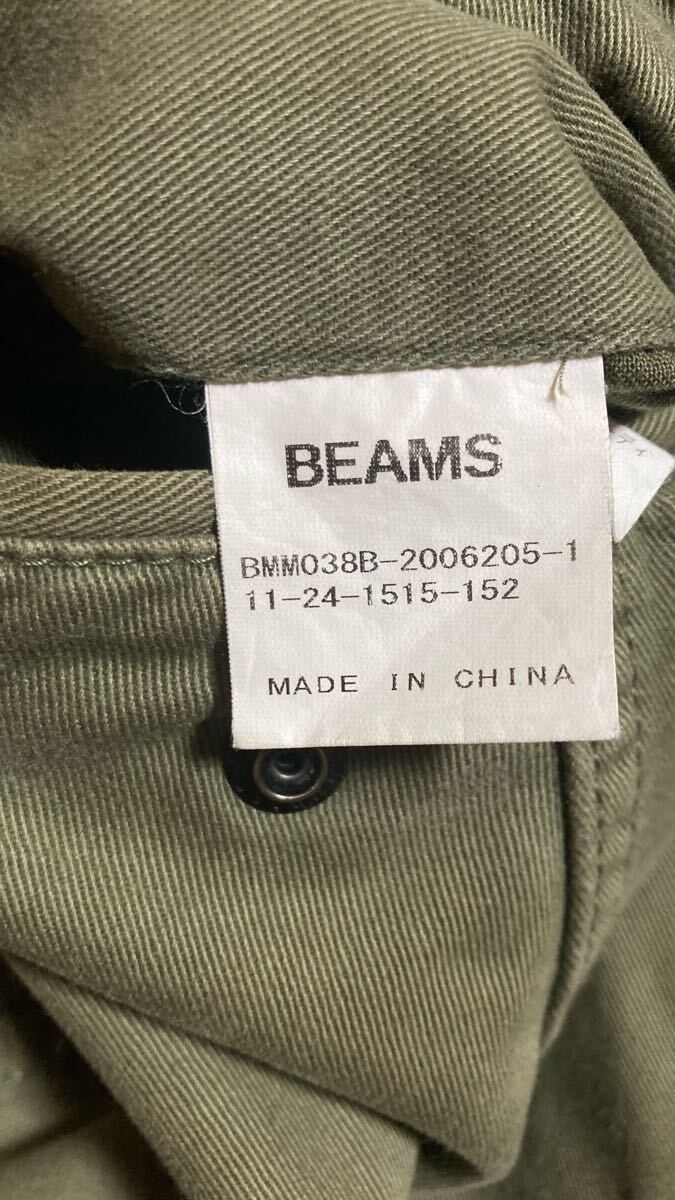 BEAMS
BMM038B-2006205-1
11-24-1515-152
MADE IN CHINA